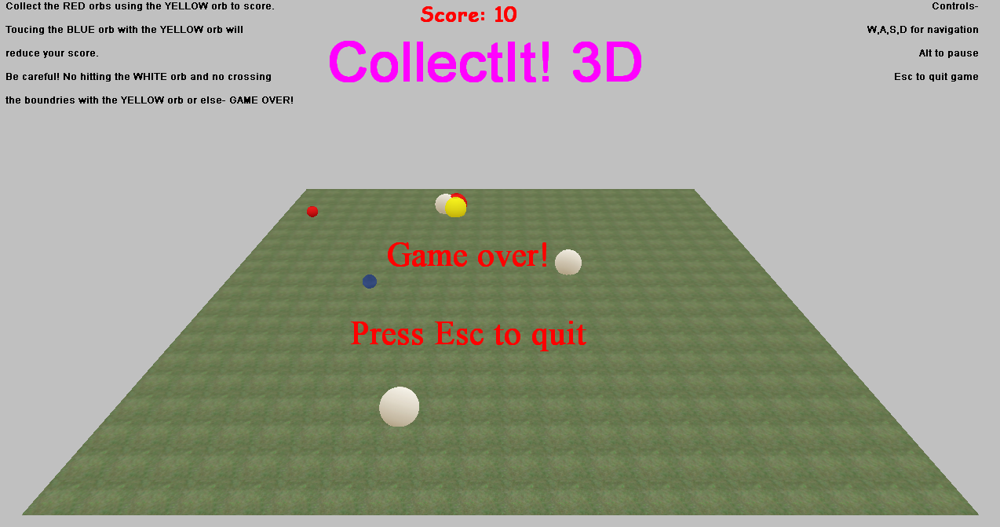 Collect the RED orbs using the YELLOW orb to score.
Toucing the BLUE orb with the YELLOW orb will
reduce your score.
Be careful! No hitting the WHITE orb and no crossing
the boundries with the YELLOW orb or else- GAME OVER!
Score: 10
CollectIt! 3D
Controls-
W,A,S,D for navigation
Alt to pause
Esc to quit game
Game over!
Press Esc to quit